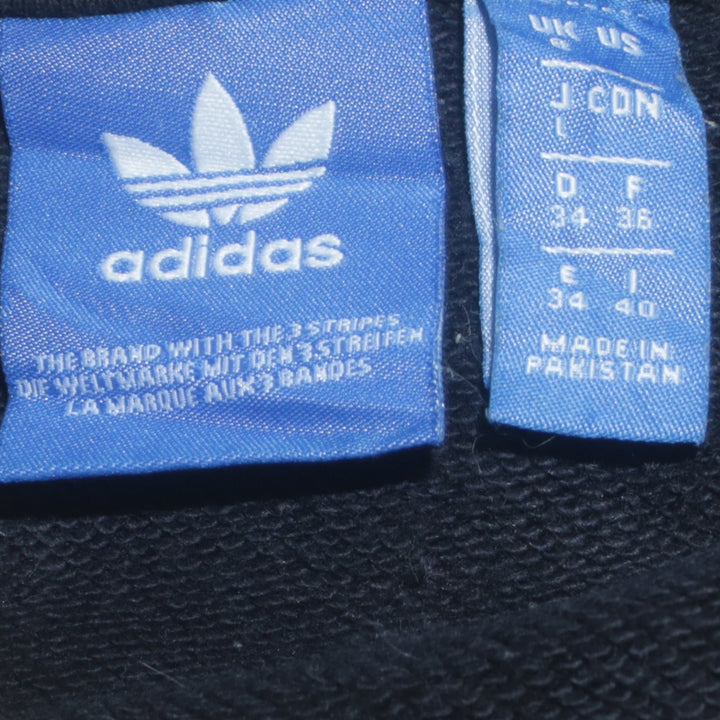 adidas
THE BRAND WITH THE 3 STRIPES
DIE WELTMARKE MIT DEN 3 STREIFEN
LA MARQUE AUX 3 BANDES
UK US
J CDN
L
D F
34 36
E I
34 40
MADE IN
PAKISTAN